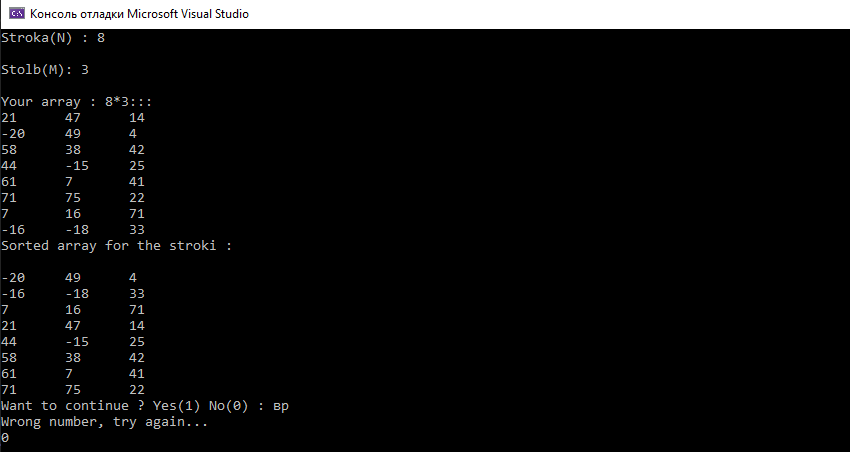 Консоль отладки Microsoft Visual Studio
Stroka(N) : 8
Stolb(M): 3
Your array : 8*3:::
21 47 14
-20 49 4
58 38 42
44 -15 25
61 7 41
71 75 22
7 16 71
-16 -18 33
Sorted array for the stroki :
-20 49 4
-16 -18 33
7 16 71
21 47 14
44 -15 25
58 38 42
61 7 41
71 75 22
Want to continue ? Yes(1) No(0) : вр
Wrong number, try again...
0